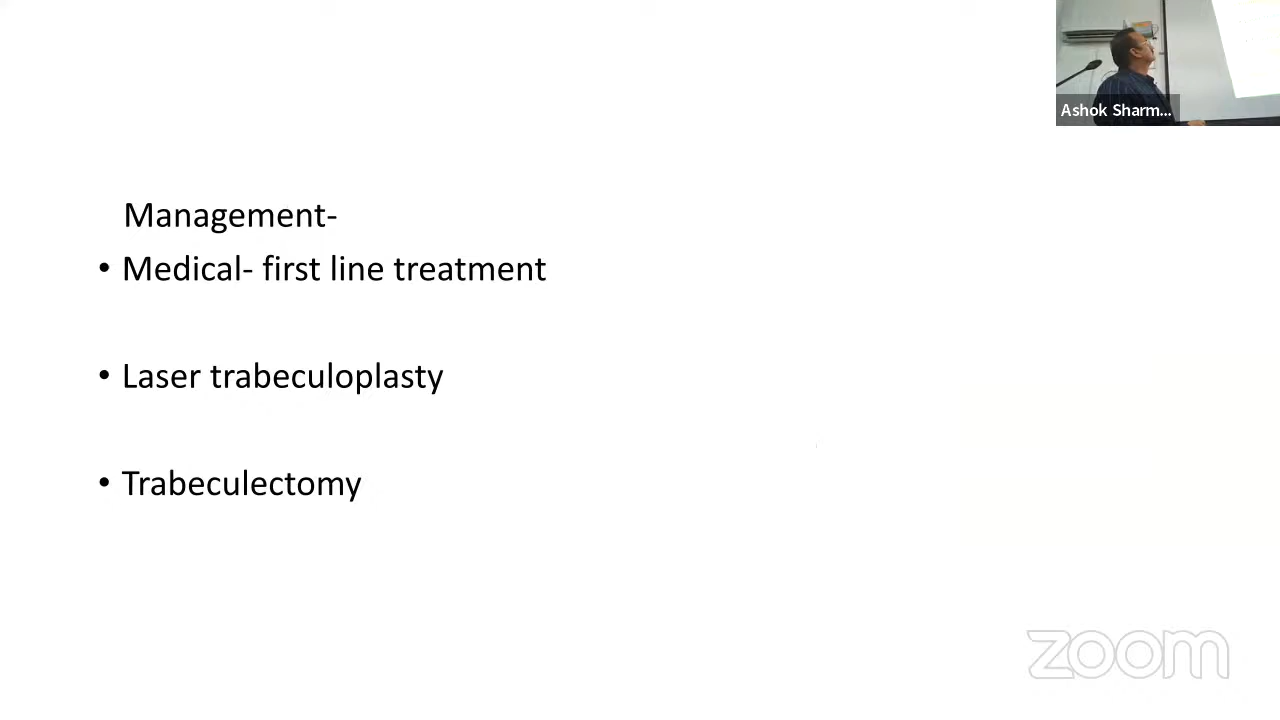 Ashok Sharm...
Management-
• Medical- first line treatment
• Laser trabeculoplasty
• Trabeculectomy
zoom